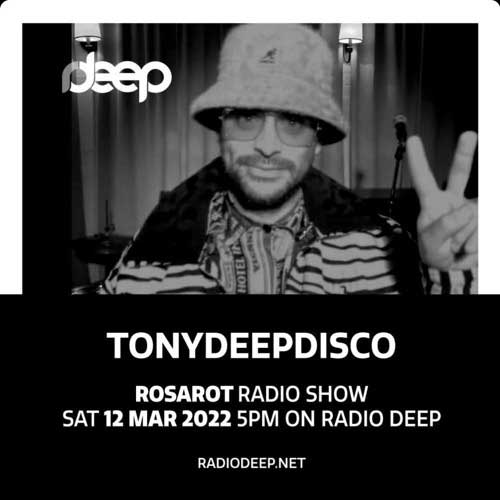 deep
TONYDEEPDISCO
ROSAROT RADIO SHOW
SAT 12 MAR 2022 5PM ON RADIO DEEP
RADIODEEP.NET